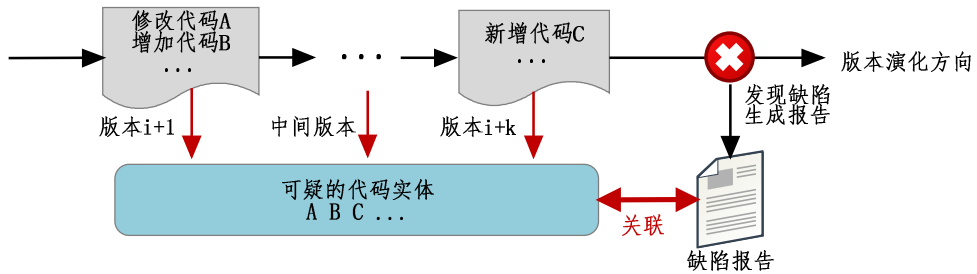 修改代码A
增加代码B
...
...
新增代码C
...
版本演化方向
版本i+1
中间版本
版本i+k
发现缺陷
生成报告
可疑的代码实体
A B C ...
关联
缺陷报告